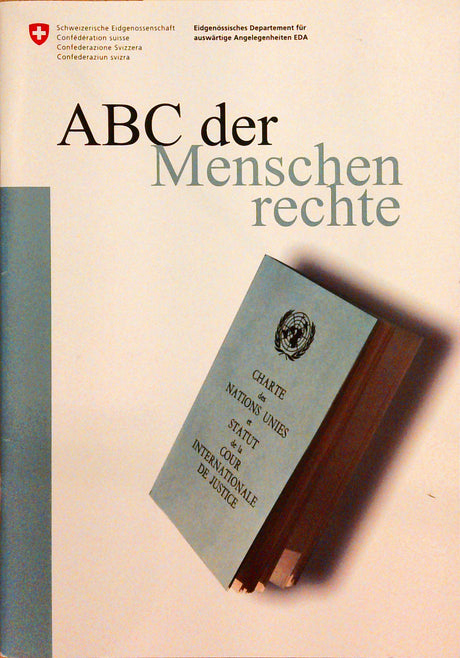 Schweizerische Eidgenossenschaft
Confédération suisse
Confederazione Svizzera
Confederaziun svizra
Eidgenössisches Departement für
auswärtige Angelegenheiten EDA
ABC der
Menschen
rechte
CHARTE
des
NATIONS UNIES
et
STATUT
de la
COUR
INTERNATIONALE
DE JUSTICE